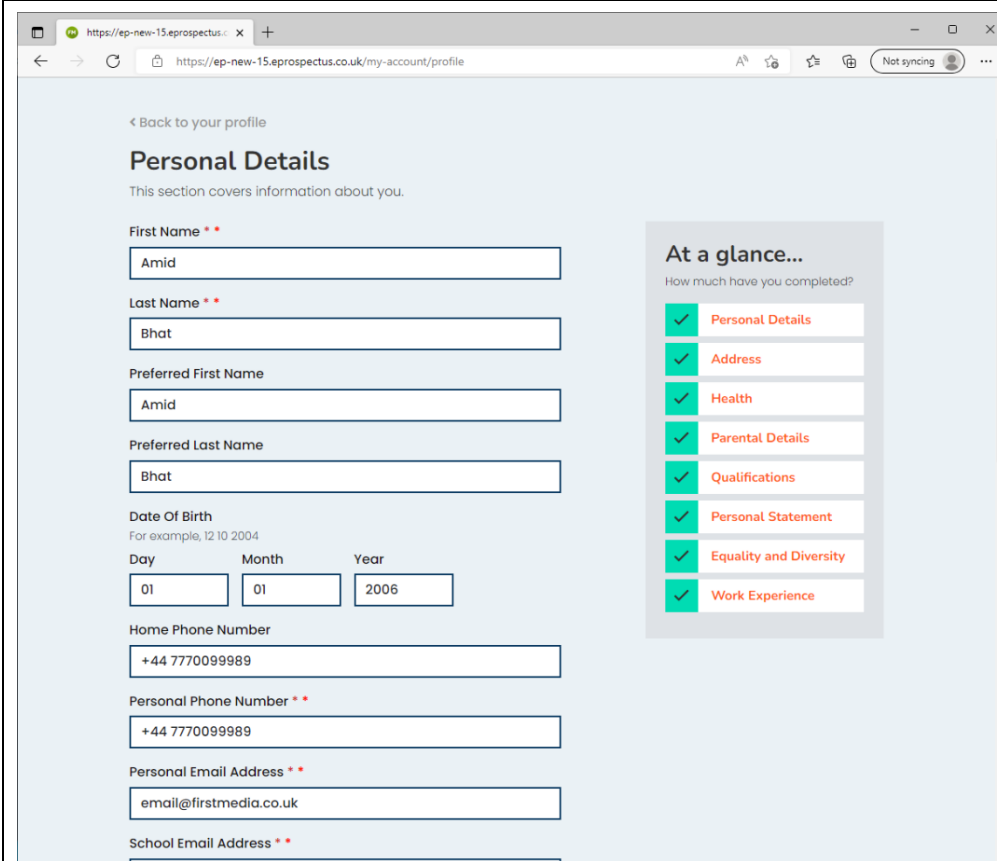 https://ep-new-15.eprospectus.c
https://ep-new-15.eprospectus.co.uk/my-account/profile
Not syncing
Back to your profile
Personal Details
This section covers information about you.
First Name * *
Amid
Last Name * *
Bhat
Preferred First Name
Amid
Preferred Last Name
Bhat
Date Of Birth
For example, 12 10 2004
Day Month Year
01 01 2006
Home Phone Number
+44 7770099989
Personal Phone Number * *
+44 7770099989
Personal Email Address * *
email@firstmedia.co.uk
School Email Address * *
At a glance...
How much have you completed?
Personal Details
Address
Health
Parental Details
Qualifications
Personal Statement
Equality and Diversity
Work Experience